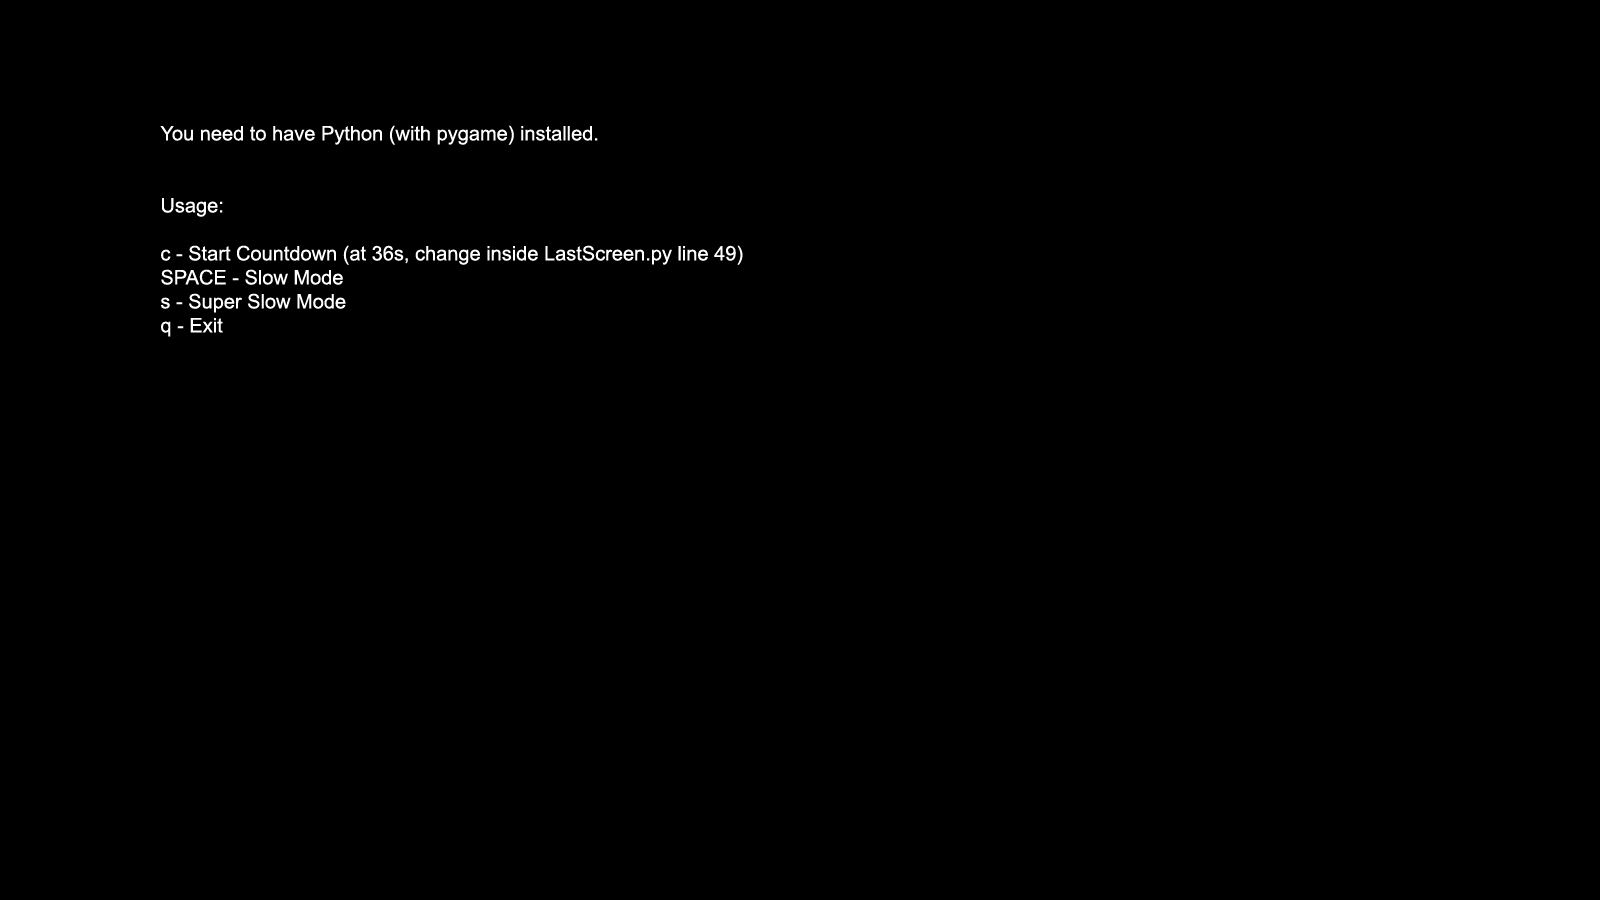 You need to have Python (with pygame) installed.
Usage:
c - Start Countdown (at 36s, change inside LastScreen.py line 49)
SPACE - Slow Mode
s - Super Slow Mode
q - Exit